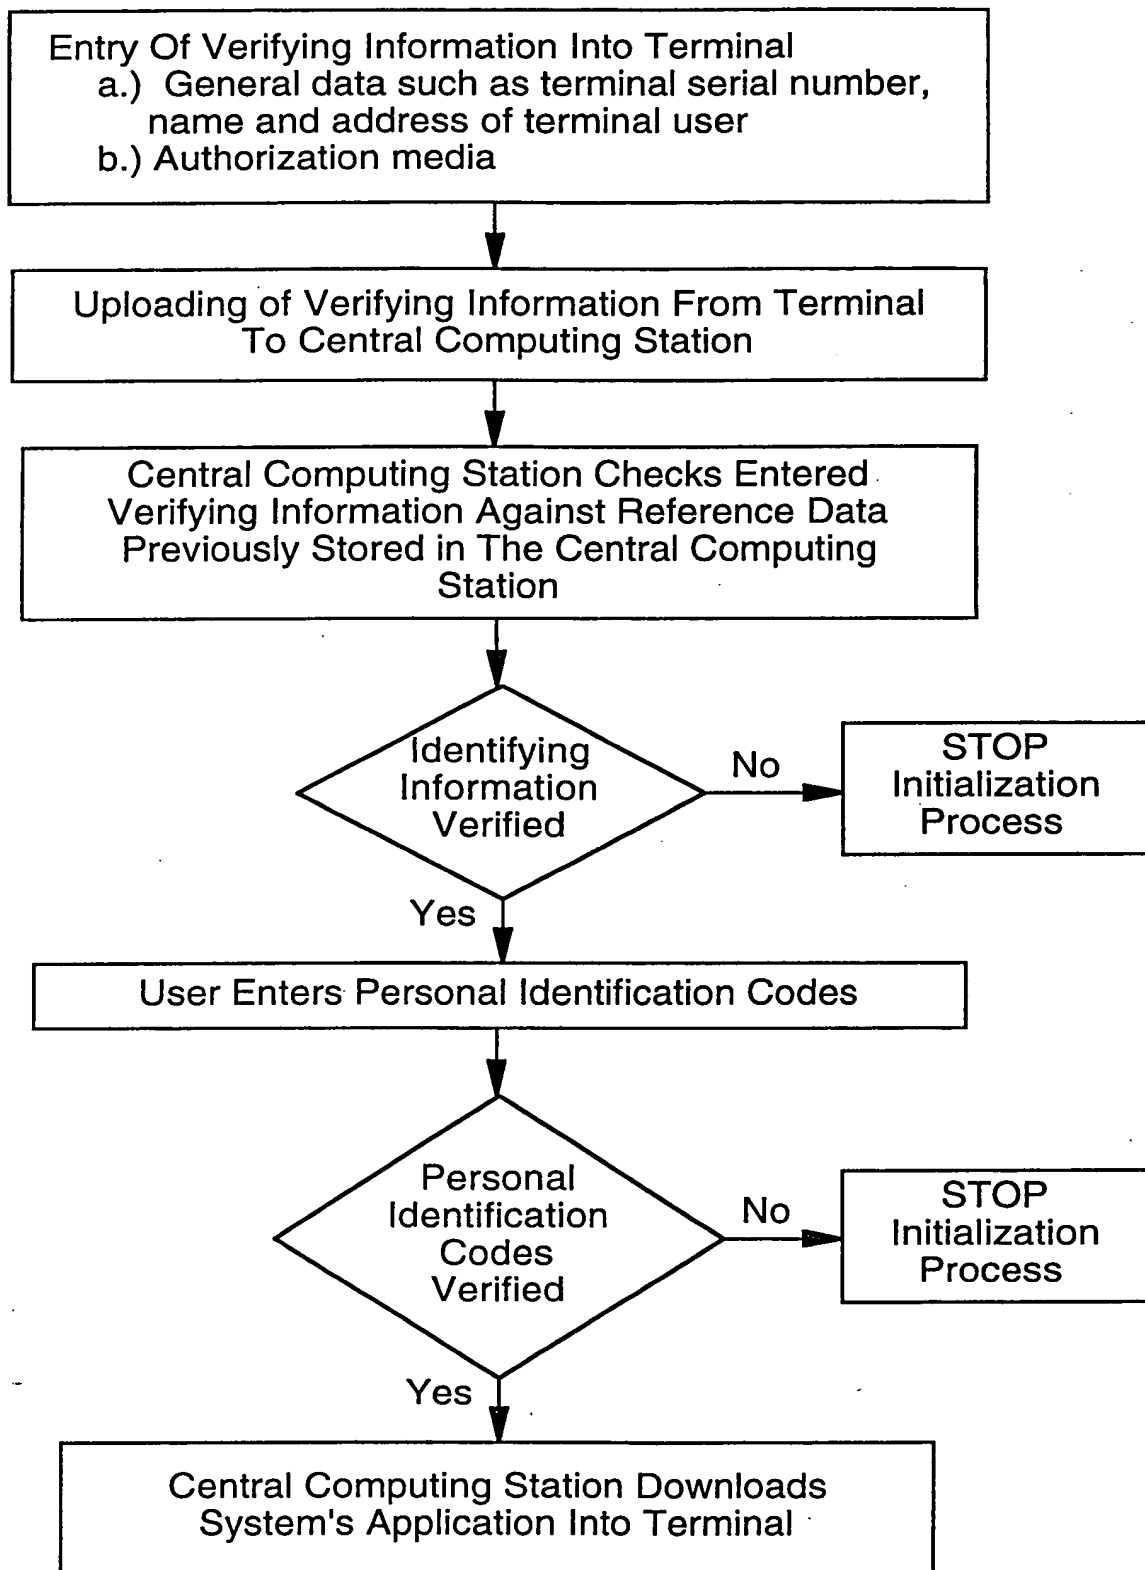 Entry Of Verifying Information Into Terminal
a.) General data such as terminal serial number,
name and address of terminal user
b.) Authorization media
Uploading of Verifying Information From Terminal
To Central Computing Station
Central Computing Station Checks Entered
Verifying Information Against Reference Data
Previously Stored in The Central Computing
Station
Identifying
Information
Verified
No
STOP
Initialization
Process
Yes
User Enters Personal Identification Codes
Personal
Identification
Codes
Verified
No
STOP
Initialization
Process
Yes
Central Computing Station Downloads
System's Application Into Terminal